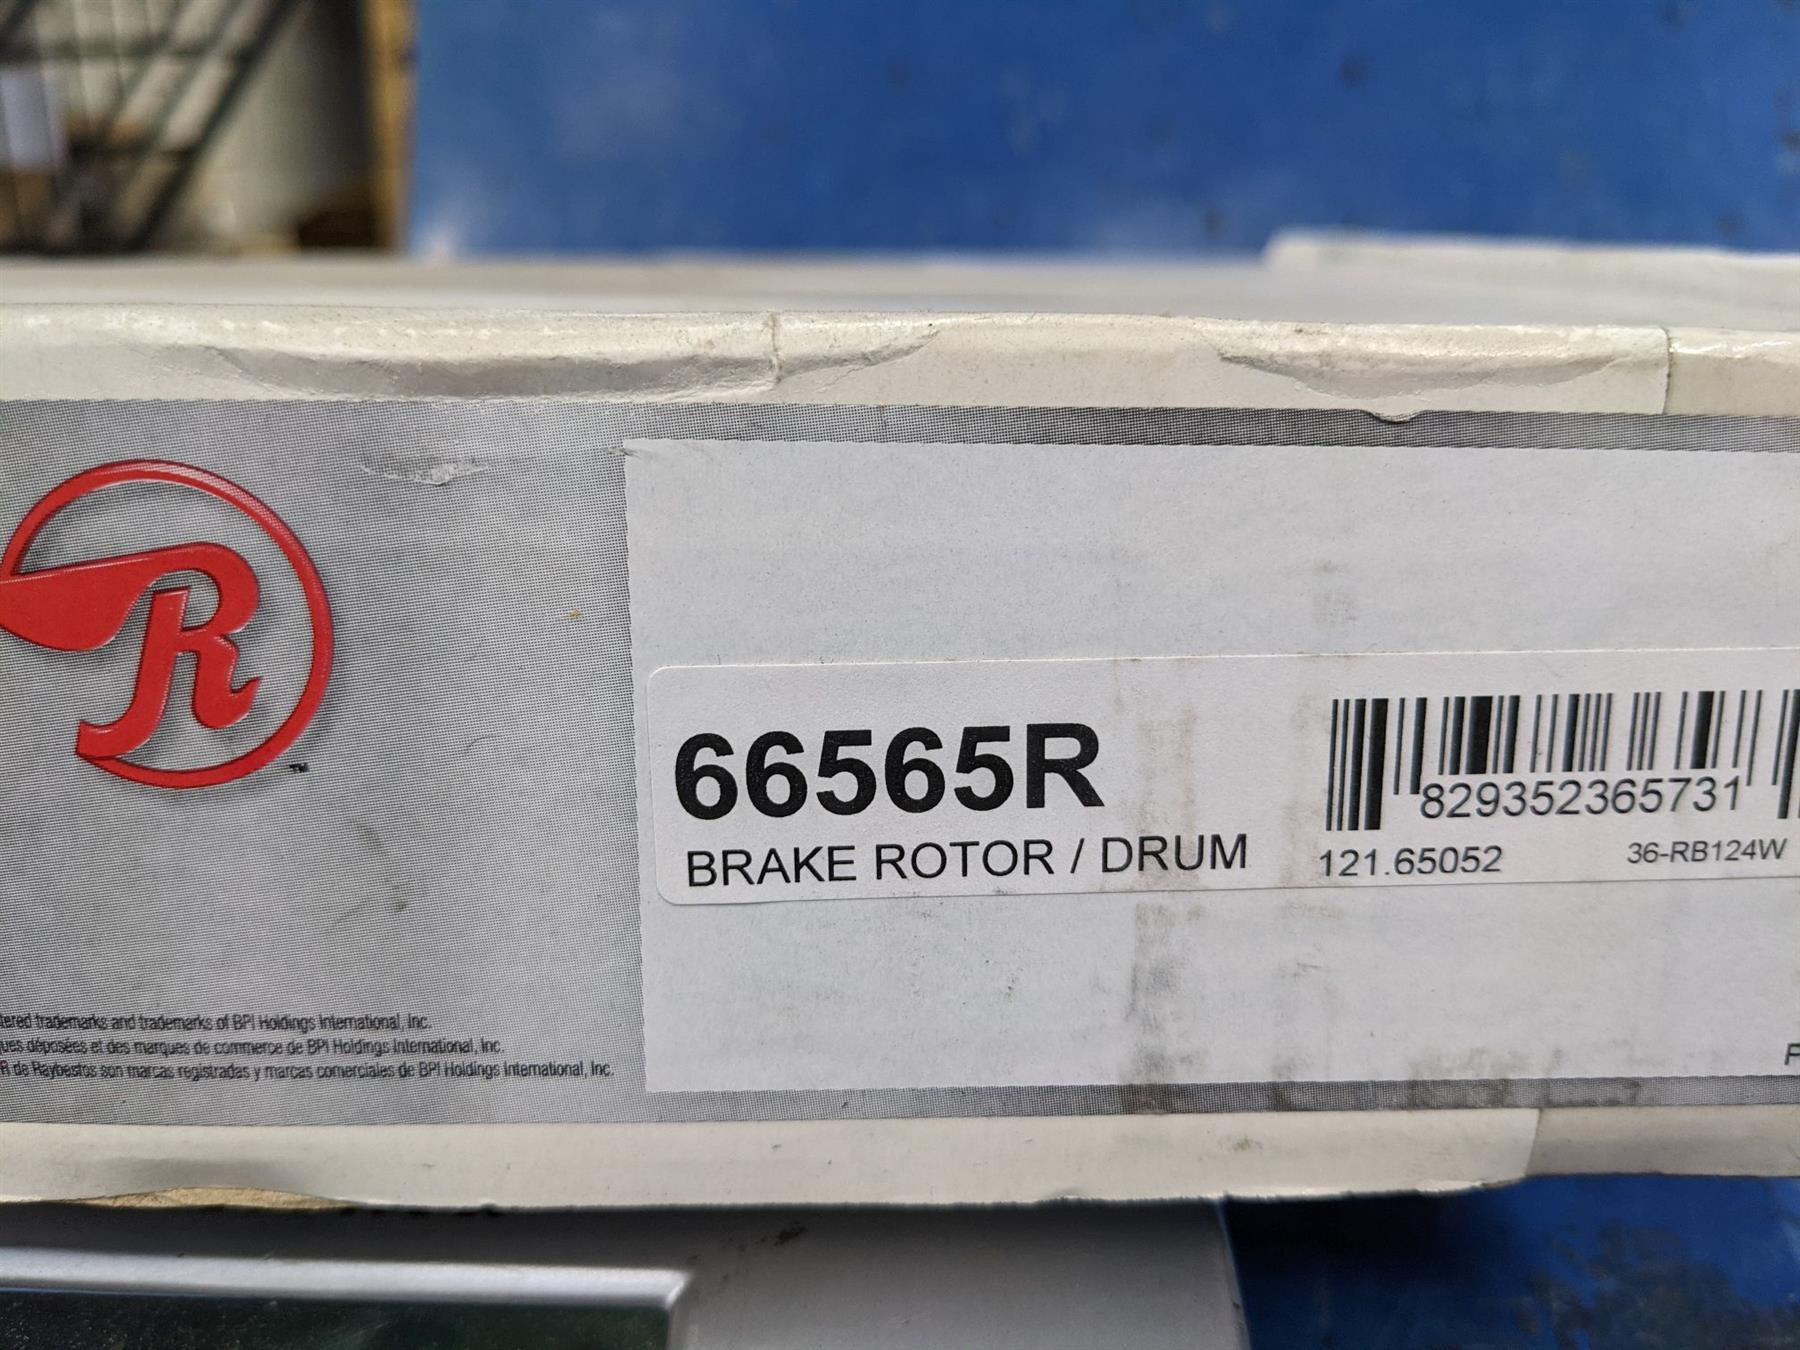 R
TM
66565R
BRAKE ROTOR / DRUM
829352365731
121.65052
36-RB124W
tered trademarks and trademarks of BPI Holdings International, Inc.
ues déposées et des marques de commerce de BPI Holdings International, Inc.
R de Raybestos son marcas registradas y marcas comerciales de BPI Holdings International, Inc.